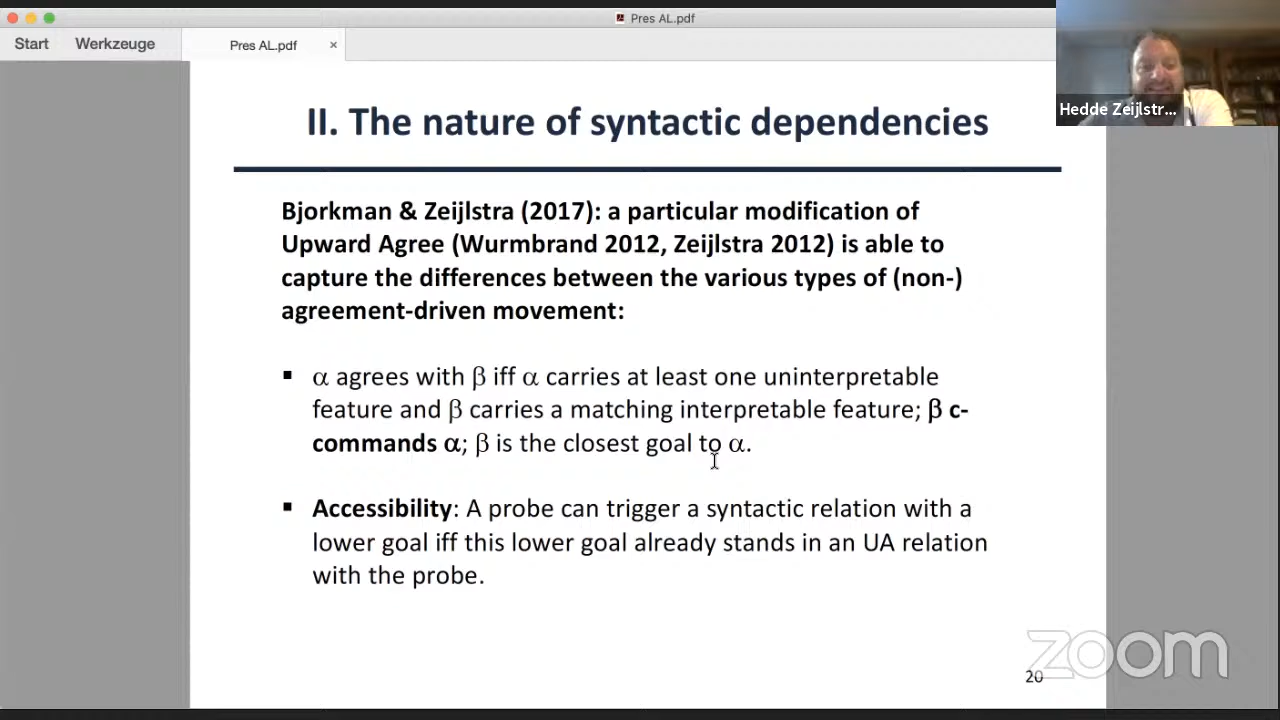 Pres AL.pdf
Start
Werkzeuge
Pres AL.pdf
×
Hedde Zeijlstr...
II. The nature of syntactic dependencies
Bjorkman & Zeijlstra (2017): a particular modification of
Upward Agree (Wurmbrand 2012, Zeijlstra 2012) is able to
capture the differences between the various types of (non-)
agreement-driven movement:
▪ α agrees with β iff α carries at least one uninterpretable
feature and β carries a matching interpretable feature; β c-
commands α; β is the closest goal to α.
▪ Accessibility: A probe can trigger a syntactic relation with a
lower goal iff this lower goal already stands in an UA relation
with the probe.
zoom
20